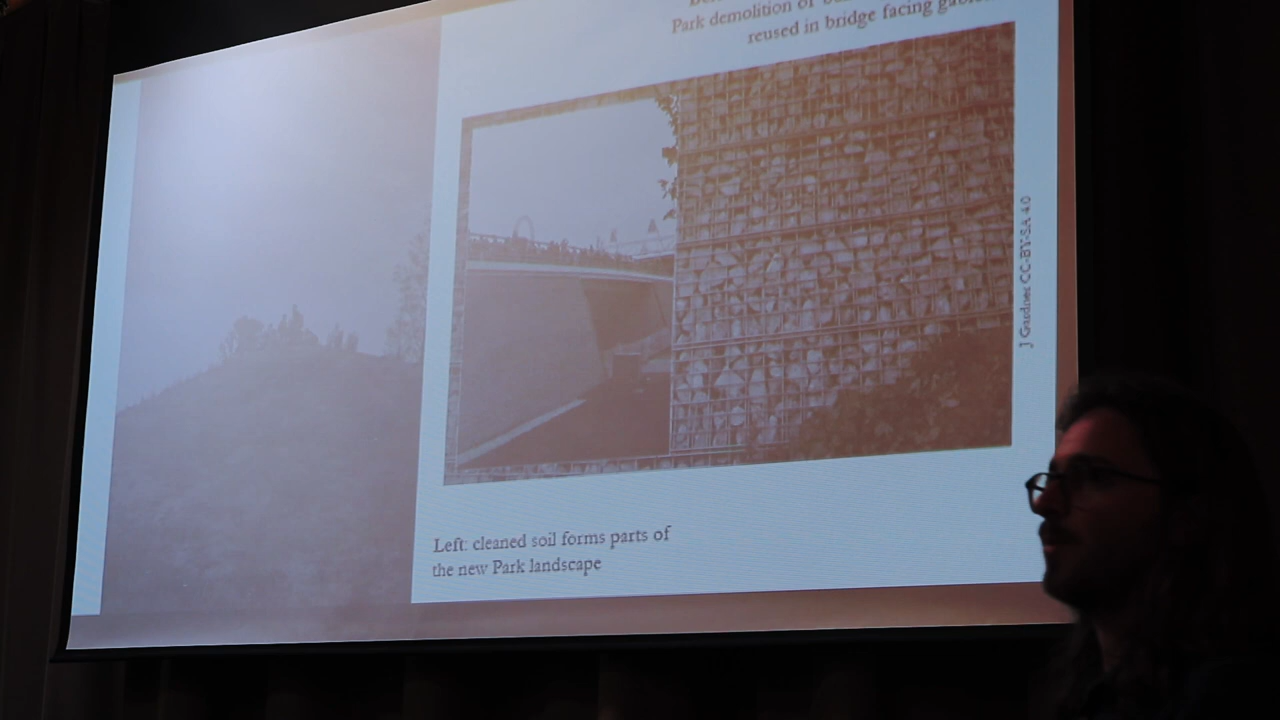 Park demolition of
reused in bridge facing
J Gardner CC-BY-SA 4.0
Left: cleaned soil forms parts of
the new Park landscape